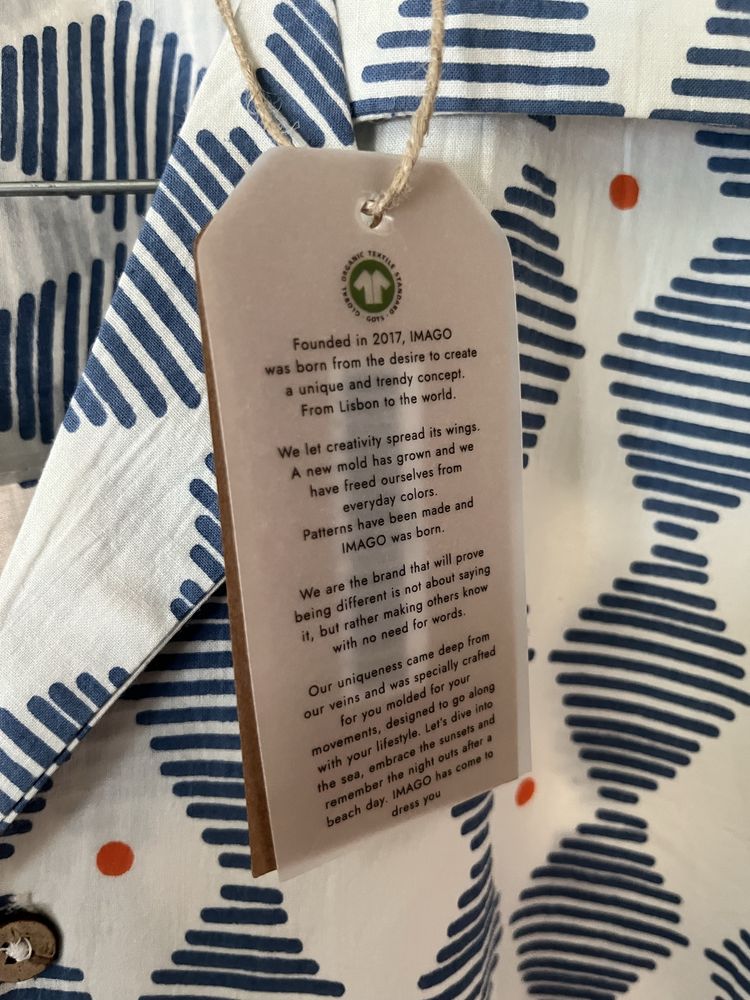 GLOBAL ORGANIC TEXTILE STANDARD · GOTS ·
Founded in 2017, IMAGO
was born from the desire to create
a unique and trendy concept.
From Lisbon to the world.
We let creativity spread its wings.
A new mold has grown and we
have freed ourselves from
everyday colors.
Patterns have been made and
IMAGO was born.
We are the brand that will prove
being different is not about saying
it, but rather making others know
with no need for words.
Our uniqueness came deep from
our veins and was specially crafted
for you molded for your
movements, designed to go along
with your lifestyle. Let's dive into
the sea, embrace the sunsets and
remember the night outs after a
beach day. IMAGO has come to
dress you